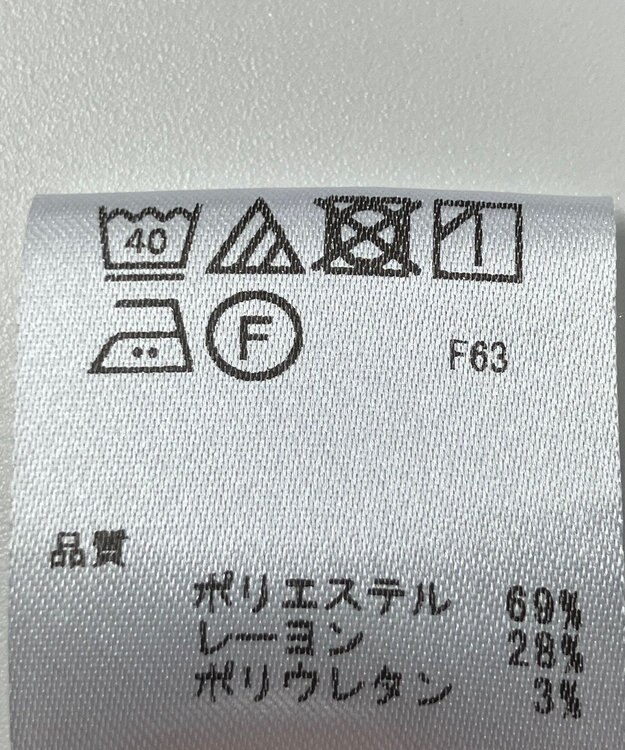 40
F F63
品質
ポリエステル 69%
レーヨン 28%
ポリウレタン 3%